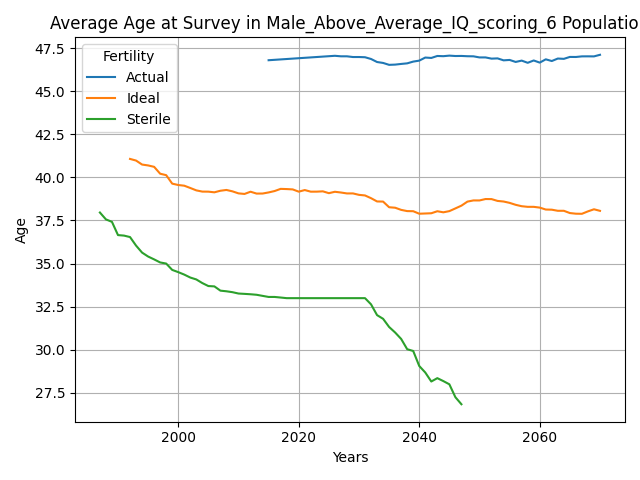 Average Age at Survey in Male_Above_Average_IQ_scoring_6 Populatio
Fertility
Actual
Ideal
Sterile
47.5
45.0
42.5
40.0
37.5
35.0
32.5
30.0
27.5
Age
2000
2020
2040
2060
Years